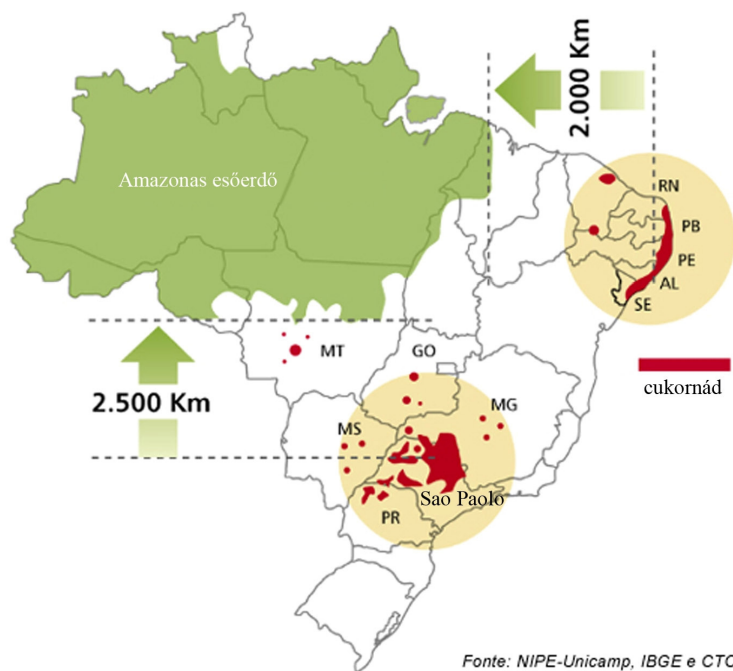 2.000 Km
Amazonas esőerdő
RN
PB
PE
AL
SE
MT
GO
cukornád
2.500 Km
MG
MS
Sao Paolo
PR
Fonte: NIPE-Unicamp, IBGE e CTC